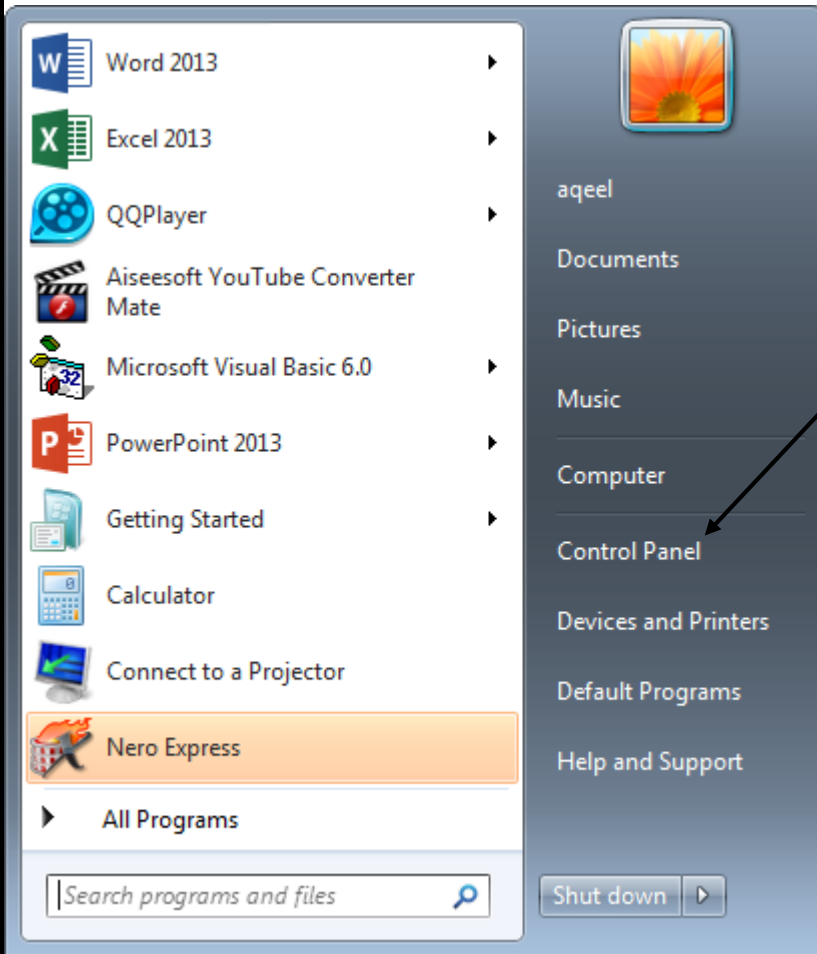 Word 2013
Excel 2013
QQPlayer
Aiseesoft YouTube Converter
Mate
Microsoft Visual Basic 6.0
PowerPoint 2013
Getting Started
Calculator
Connect to a Projector
Nero Express
All Programs
Search programs and files
aqeel
Documents
Pictures
Music
Computer
Control Panel
Devices and Printers
Default Programs
Help and Support
Shut down